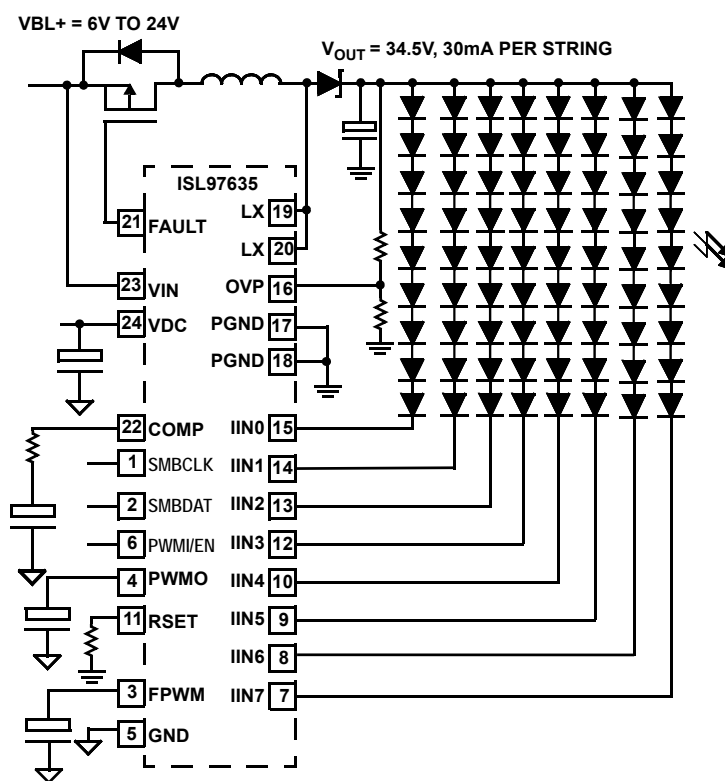 VBL+ = 6V TO 24V
VOUT = 34.5V, 30mA PER STRING
ISL97635
21 FAULT
LX 19
LX 20
23 VIN
OVP 16
24 VDC
PGND 17
PGND 18
22 COMP
IIN0 15
1 SMBCLK
IIN1 14
2 SMBDAT
IIN2 13
6 PWMI/EN
IIN3 12
4 PWMO
IIN4 10
11 RSET
IIN5 9
IIN6 8
3 FPWM
IIN7 7
5 GND